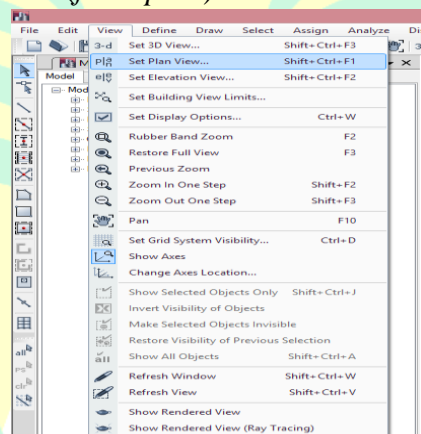 File Edit View Define Draw Select Assign Analyze
3-d Set 3D View... Shift+Ctrl+F3
Set Plan View... Shift+Ctrl+F1
Set Elevation View... Shift+Ctrl+F2
Model
Set Building View Limits...
Set Display Options... Ctrl+W
Rubber Band Zoom F2
Restore Full View F3
Previous Zoom
Zoom In One Step Shift+F2
Zoom Out One Step Shift+F3
Pan F10
Set Grid System Visibility... Ctrl+D
Show Axes
Change Axes Location...
Show Selected Objects Only Shift+Ctrl+J
Invert Visibility of Objects
Make Selected Objects Invisible
Restore Visibility of Previous Selection
all Show All Objects Shift+Ctrl+A
Refresh Window Shift+Ctrl+W
Refresh View Shift+Ctrl+V
Show Rendered View
Show Rendered View (Ray Tracing)